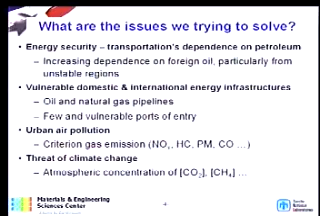 What are the issues we trying to solve?
• Energy security – transportation's dependence on petroleum
– Increasing dependence on foreign oil, particularly from
unstable regions
• Vulnerable domestic & international energy infrastructures
– Oil and natural gas pipelines
– Few and vulnerable ports of entry
• Urban air pollution
– Criterion gas emission (NOₓ, HC, PM, CO ...)
• Threat of climate change
– Atmospheric concentration of [CO₂], [CH₄] ...
Materials & Engineering
Sciences Center
Sandia
National
Laboratories